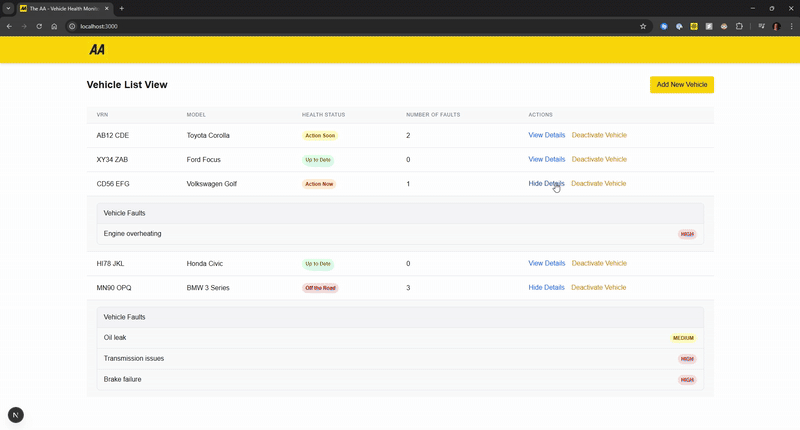 The AA - Vehicle Health Monit
localhost:3000
AA
Vehicle List View
Add New Vehicle
VRN MODEL HEALTH STATUS NUMBER OF FAULTS ACTIONS
AB12 CDE Toyota Corolla Action Soon 2 View Details Deactivate Vehicle
XY34 ZAB Ford Focus Up to Date 0 View Details Deactivate Vehicle
CD56 EFG Volkswagen Golf Action Now 1 Hide Details Deactivate Vehicle
Vehicle Faults
Engine overheating HIGH
HI78 JKL Honda Civic Up to Date 0 View Details Deactivate Vehicle
MN90 OPQ BMW 3 Series Off the Road 3 Hide Details Deactivate Vehicle
Vehicle Faults
Oil leak MEDIUM
Transmission issues HIGH
Brake failure HIGH
N